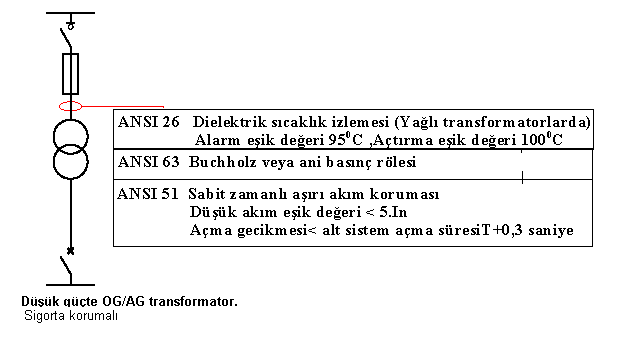 ANSI 26 Dielektrik sıcaklık izlemesi (Yağlı transformatorlarda)
Alarm eşik değeri 95⁰C ,Açtırma eşik değeri 100⁰C
ANSI 63 Buchholz veya ani basınç rölesi
ANSI 51 Sabit zamanlı aşırı akım koruması
Düşük akım eşik değeri < 5.In
Açma gecikmesi< alt sistem açma süresiT+0,3 saniye
Düşük güçte OG/AG transformator.
Sigorta korumalı